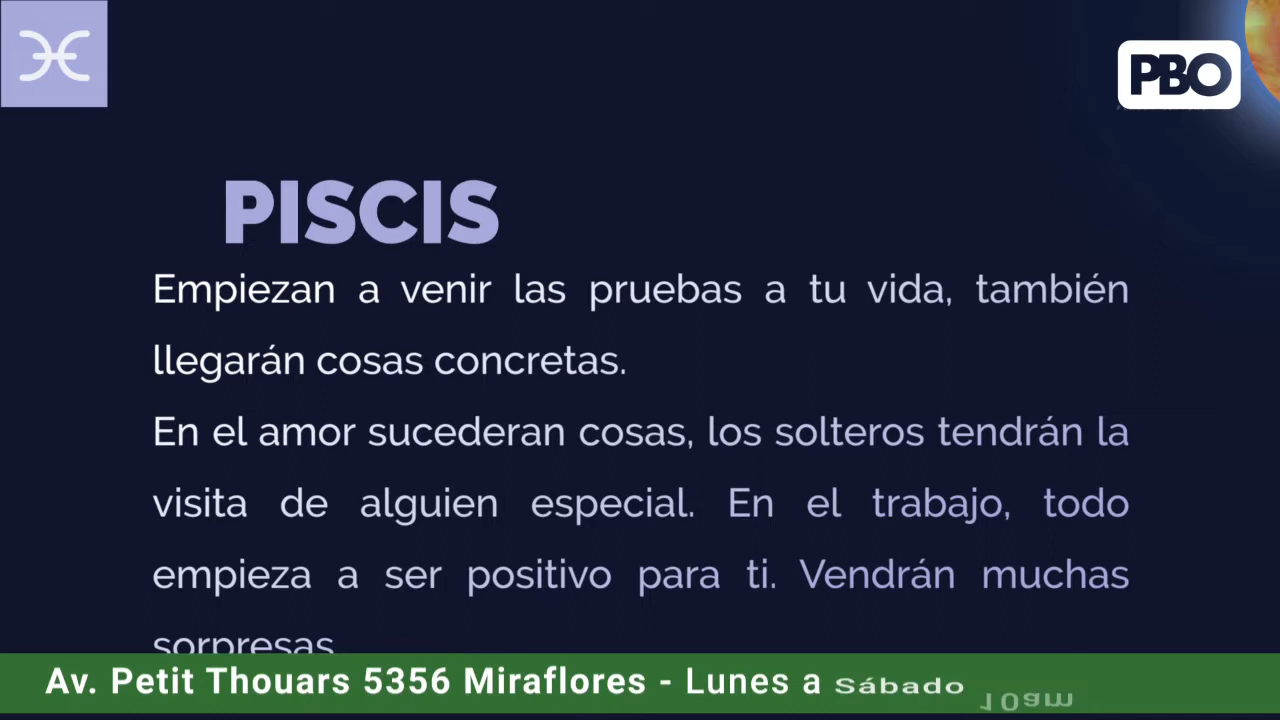 PBO
PISCIS
Empiezan a venir las pruebas a tu vida, también
llegarán cosas concretas.
En el amor sucederan cosas, los solteros tendrán la
visita de alguien especial. En el trabajo, todo
empieza a ser positivo para ti. Vendrán muchas
sorpresas.
Av. Petit Thouars 5356 Miraflores - Lunes a Sábado 10am